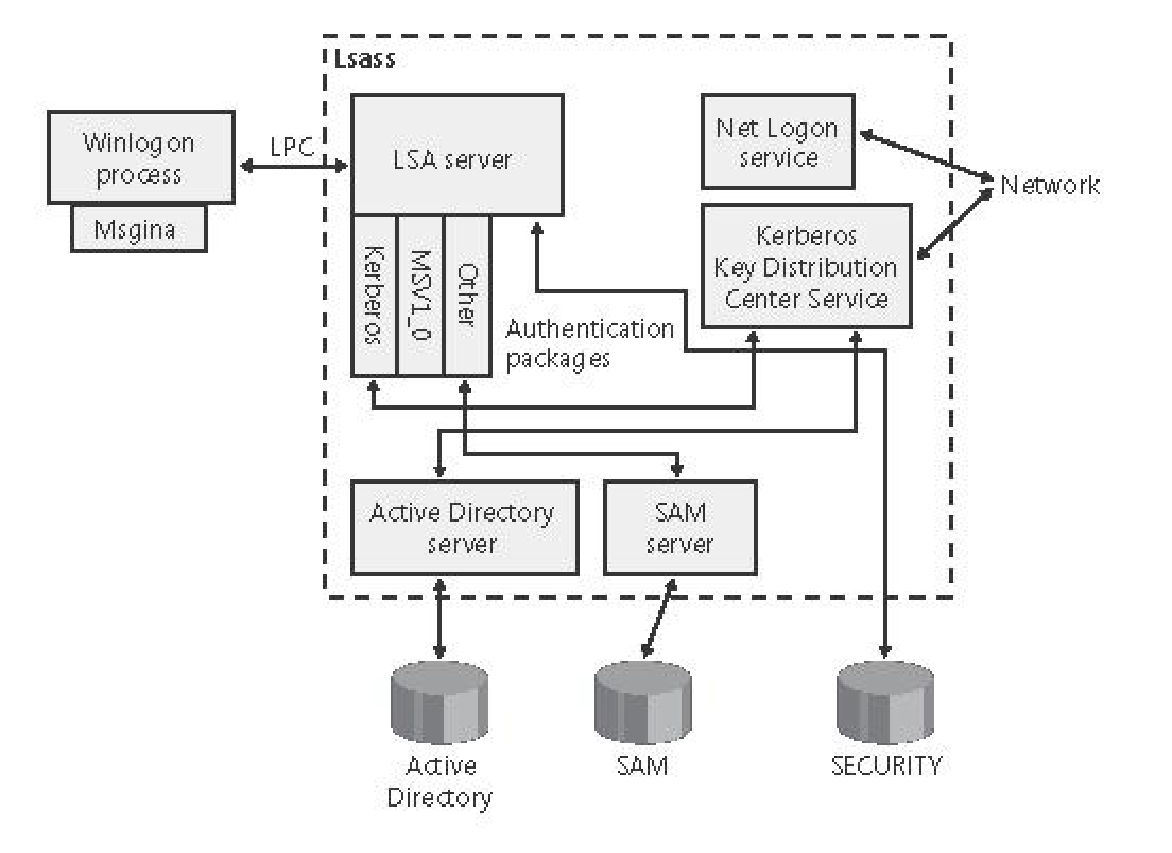 Lsass
Winlogon
process
Msgina
LPC
LSA server
Kerberos
MSV1_0
Other
Authentication
packages
Net Logon
service
Network
Kerberos
Key Distribution
Center Service
Active Directory
server
SAM
server
Active
Directory
SAM
SECURITY